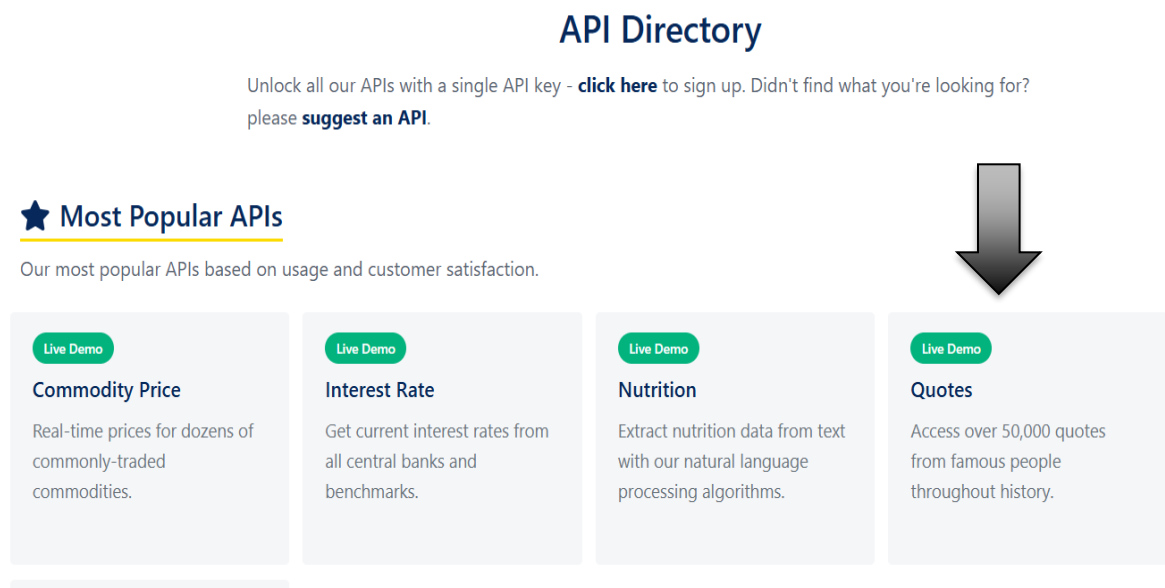 API Directory
Unlock all our APIs with a single API key - click here to sign up. Didn't find what you're looking for?
please suggest an API.
Most Popular APIs
Our most popular APIs based on usage and customer satisfaction.
Live Demo
Commodity Price
Real-time prices for dozens of
commonly-traded
commodities.
Live Demo
Interest Rate
Get current interest rates from
all central banks and
benchmarks.
Live Demo
Nutrition
Extract nutrition data from text
with our natural language
processing algorithms.
Live Demo
Quotes
Access over 50,000 quotes
from famous people
throughout history.